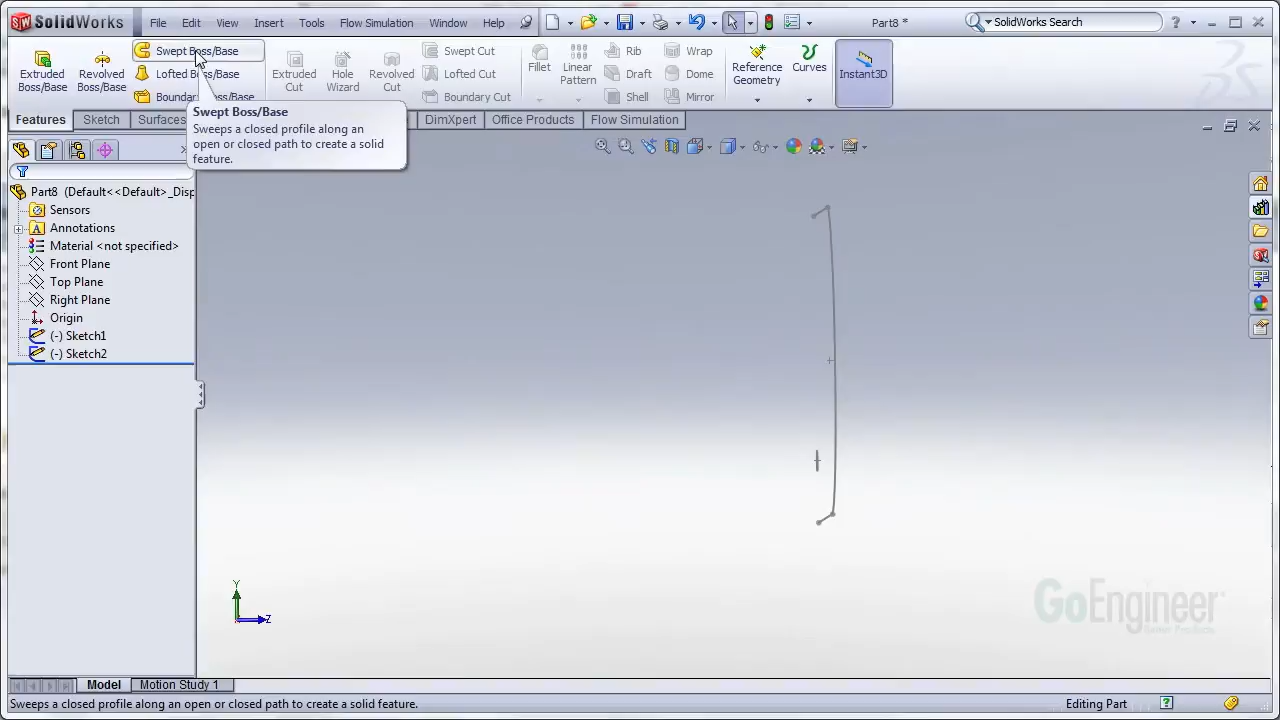 SolidWorks File Edit View Insert Tools Flow Simulation Window Help Part8 * SolidWorks Search ?
Extruded Boss/Base
Revolved Boss/Base
Swept Boss/Base
Lofted Boss/Base
Extruded Cut
Hole Wizard
Revolved Cut
Swept Cut
Lofted Cut
Boundary Cut
Fillet
Linear Pattern
Rib
Draft
Shell
Wrap
Dome
Mirror
Reference Geometry
Curves
Instant3D
Swept Boss/Base
Sweeps a closed profile along an
open or closed path to create a solid
feature.
Features Sketch Surfaces DimXpert Office Products Flow Simulation
Part8 (Default<<Default>_Disp
Sensors
A Annotations
Material <not specified>
Front Plane
Top Plane
Right Plane
Origin
(-) Sketch1
(-) Sketch2
Y
Z
GoEngineer
Model Motion Study 1
Sweeps a closed profile along an open or closed path to create a solid feature. Editing Part ?